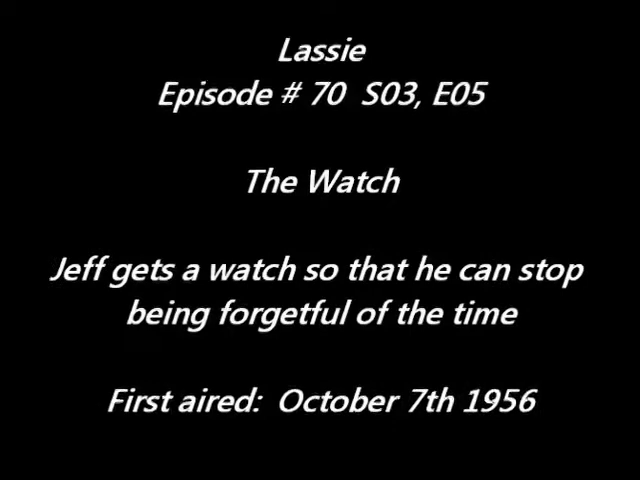 Lassie
Episode # 70  S03, E05
The Watch
Jeff gets a watch so that he can stop
being forgetful of the time
First aired:  October 7th 1956